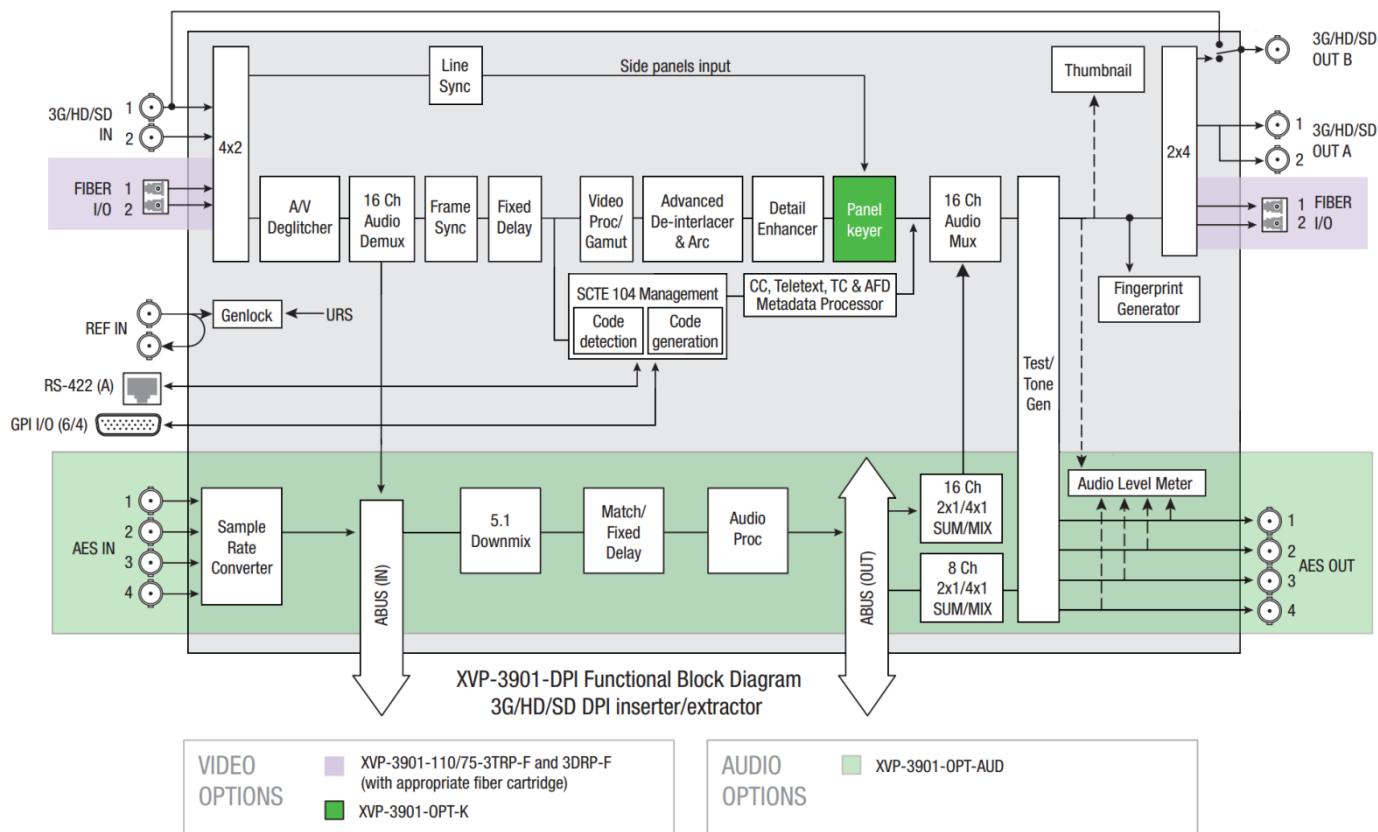 3G/HD/SD
IN
1
2
FIBER
I/O
1
2
4x2
Line
Sync
Side panels input
Thumbnail
2x4
3G/HD/SD
OUT B
1
2
3G/HD/SD
OUT A
1
2
FIBER
I/O
A/V
Deglitcher
16 Ch
Audio
Demux
Frame
Sync
Fixed
Delay
Video
Proc/
Gamut
Advanced
De-interlacer
& Arc
Detail
Enhancer
Panel
keyer
16 Ch
Audio
Mux
SCTE 104 Management
Code
detection
Code
generation
CC, Teletext, TC & AFD
Metadata Processor
Fingerprint
Generator
REF IN
Genlock
URS
RS-422 (A)
GPI I/O (6/4)
Test/
Tone
Gen
AES IN
1
2
3
4
Sample
Rate
Converter
ABUS (IN)
5.1
Downmix
Match/
Fixed
Delay
Audio
Proc
ABUS (OUT)
16 Ch
2x1/4x1
SUM/MIX
8 Ch
2x1/4x1
SUM/MIX
Audio Level Meter
1
2
3
4
AES OUT
XVP-3901-DPI Functional Block Diagram
3G/HD/SD DPI inserter/extractor
VIDEO
OPTIONS
XVP-3901-110/75-3TRP-F and 3DRP-F
(with appropriate fiber cartridge)
XVP-3901-OPT-K
AUDIO
OPTIONS
XVP-3901-OPT-AUD